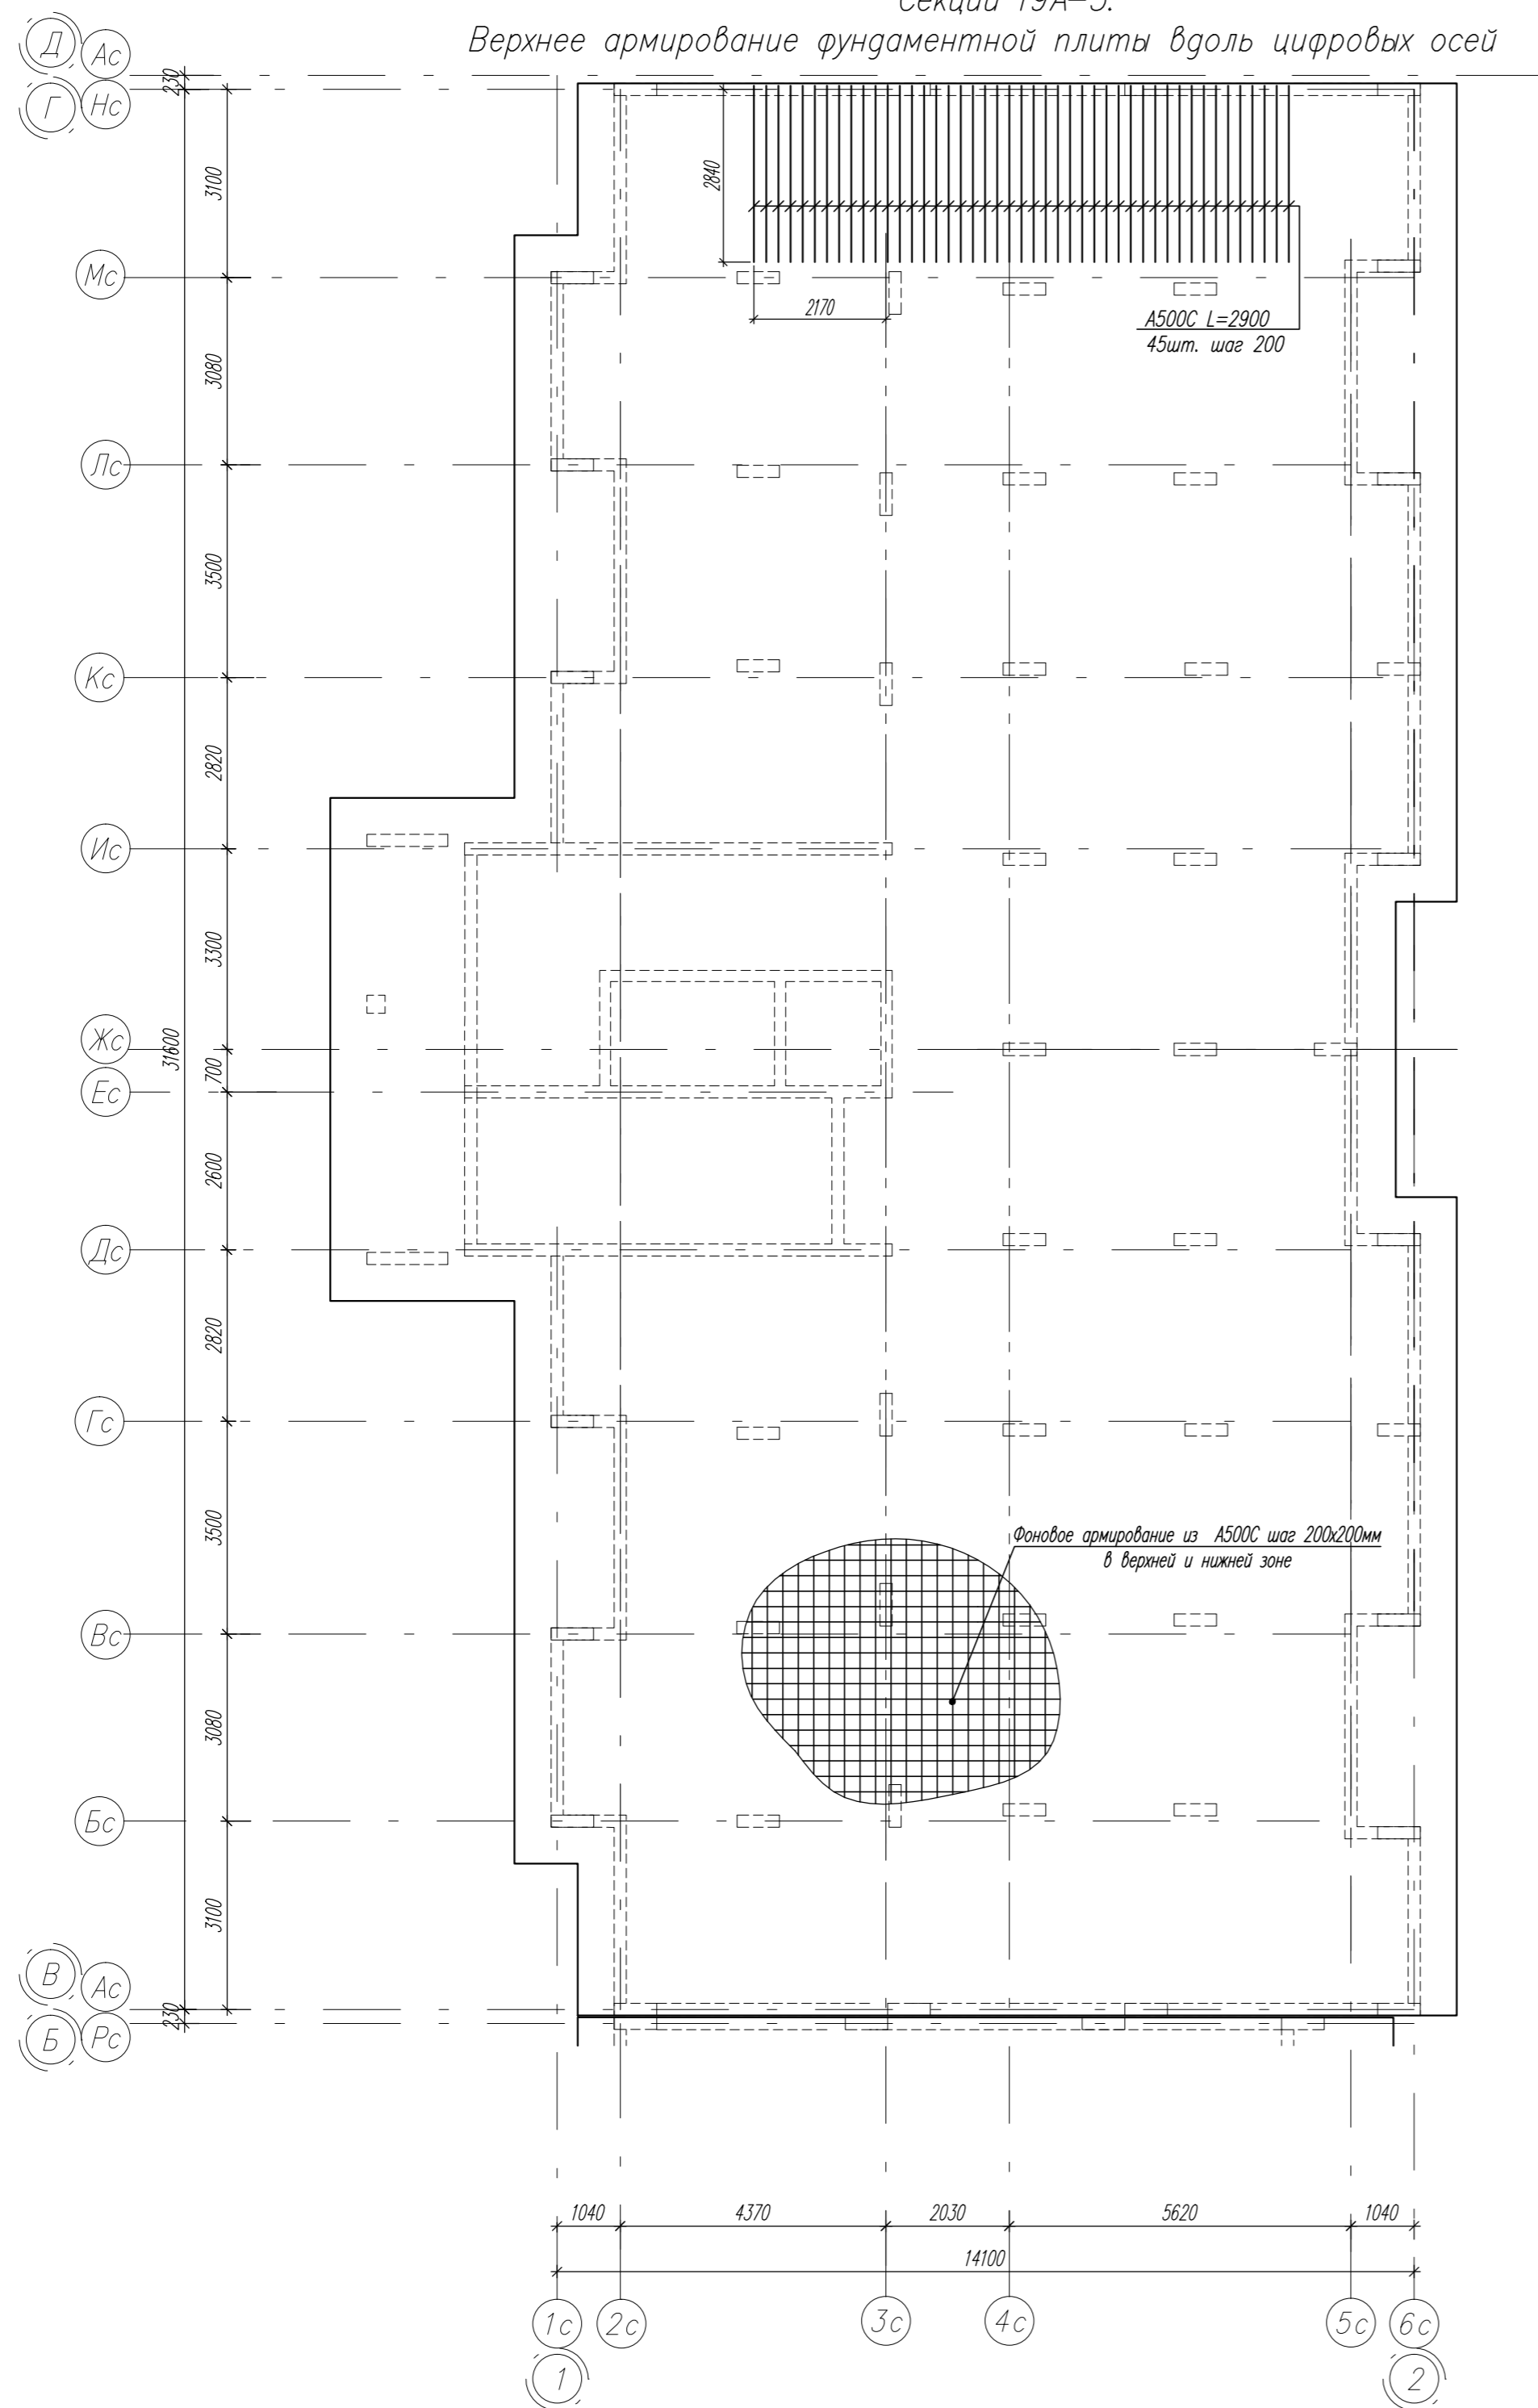 Секции 19А-5.
Верхнее армирование фундаментной плиты вдоль цифровых осей
Д
Ас
Г
Нс
230
3100
2840
Мс
2170
А500С L=2900
45шт. шаг 200
3080
Лс
3500
Кс
2820
Ис
3300
31600
Жс
700
Ес
2600
Дс
2820
Гс
3500
Фоновое армирование из А500С шаг 200х200мм
в верхней и нижней зоне
Вс
3080
Бс
3100
В
Ас
230
Б
Рс
1040
4370
2030
5620
1040
14100
1с
2с
3с
4с
5с
6с
1
2